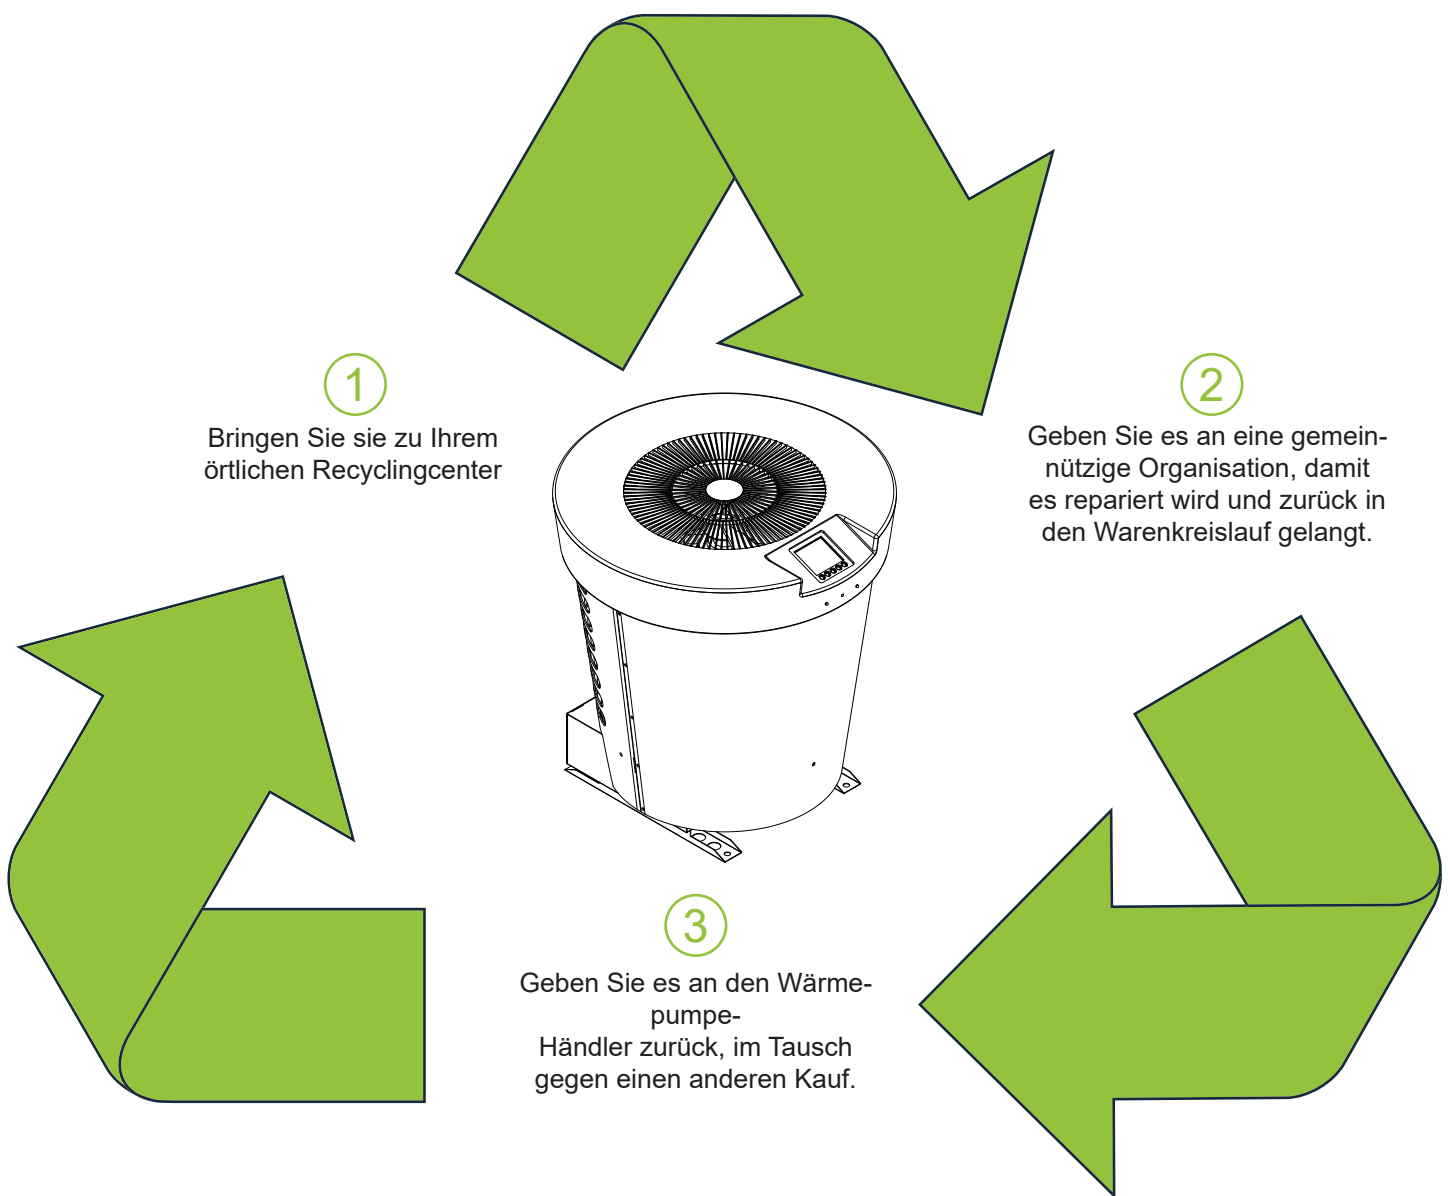 1
Bringen Sie sie zu Ihrem
örtlichen Recyclingcenter
2
Geben Sie es an eine gemein-
nützige Organisation, damit
es repariert wird und zurück in
den Warenkreislauf gelangt.
3
Geben Sie es an den Wärme-
pumpe-
Händler zurück, im Tausch
gegen einen anderen Kauf.